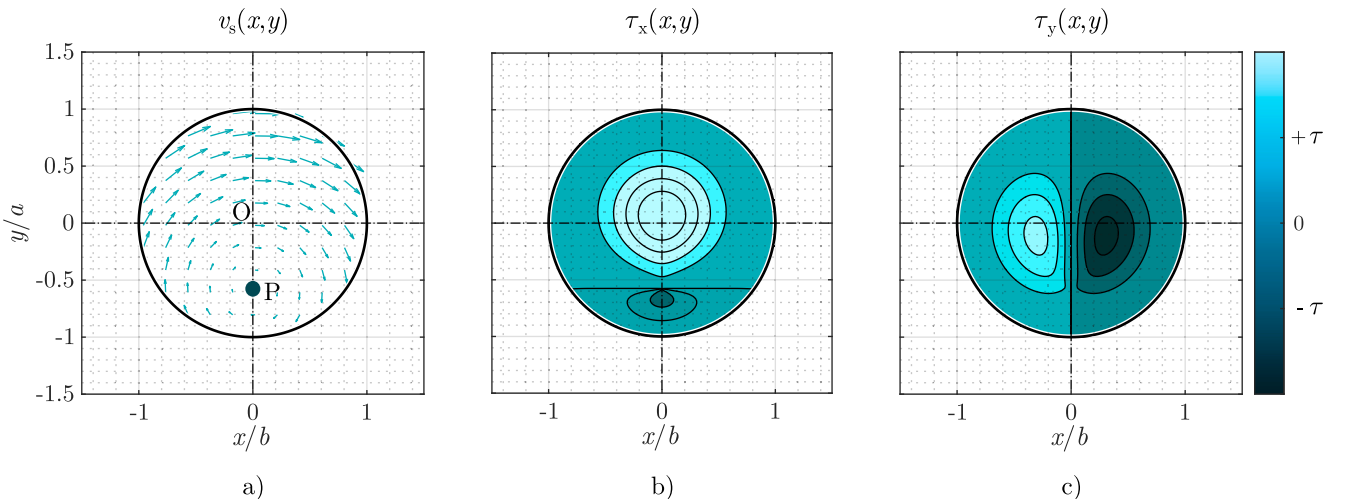 v_s(x,y)
τ_x(x,y)
τ_y(x,y)
1.5
1
0.5
0
-0.5
-1
-1.5
y/a
O
P
-1 0 1
x/b
-1 0 1
x/b
-1 0 1
x/b
+τ
0
- τ
a)
b)
c)